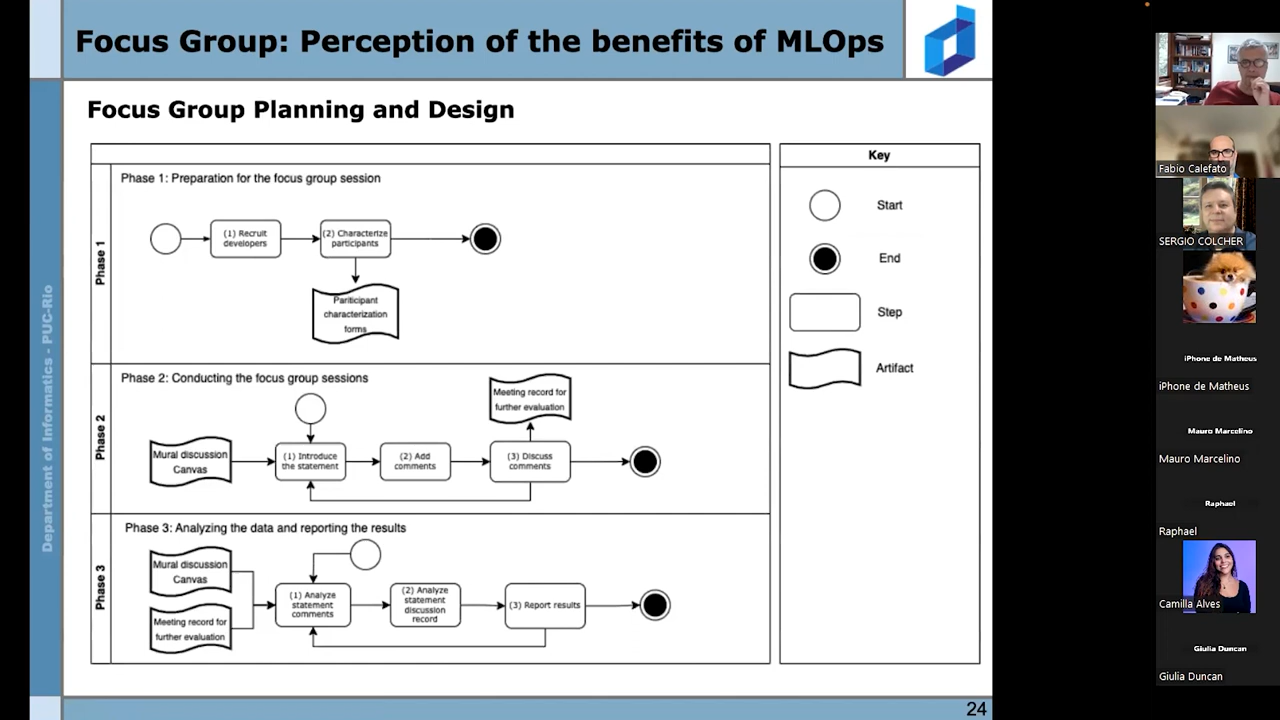 Focus Group: Perception of the benefits of MLOps
Focus Group Planning and Design
Department of Informatics - PUC-Rio
Phase 1
Phase 1: Preparation for the focus group session
(1) Recruit
developers
(2) Characterize
participants
Pariticipant
characterization
forms
Phase 2
Phase 2: Conducting the focus group sessions
Meeting record for
further evaluation
Mural discussion
Canvas
(1) Introduce
the statement
(2) Add
comments
(3) Discuss
comments
Phase 3
Phase 3: Analyzing the data and reporting the results
Mural discussion
Canvas
Meeting record for
further evaluation
(1) Analyze
statement
comments
(2) Analyze
statement
discussion
record
(3) Report results
Key
Start
End
Step
Artifact
24
Fabio Calefato
SERGIO COLCHER
iPhone de Matheus
iPhone de Matheus
Mauro Marcelino
Mauro Marcelino
Raphael
Raphael
Camilla Alves
Giulia Duncan
Giulia Duncan